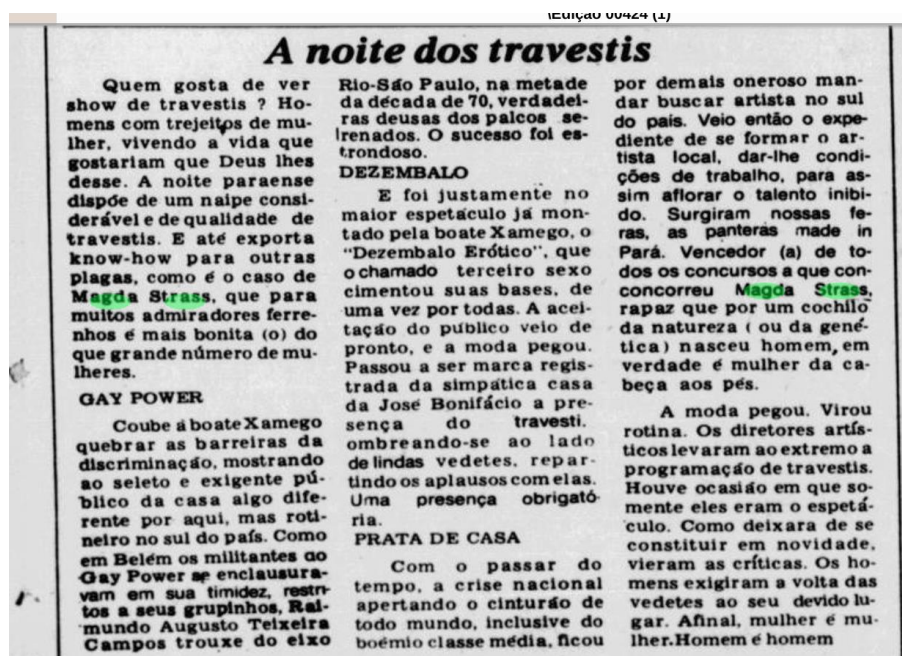 \Edição 00424 (1)
A noite dos travestis
Quem gosta de ver
show de travestis ? Ho-
mens com trejeitos de mu-
lher, vivendo a vida que
gostariam que Deus lhes
desse. A noite paraense
dispõe de um naipe consi-
derável e de qualidade de
travestis. E até exporta
know-how para outras
plagas, como é o caso de
Magda Strass, que para
muitos admiradores ferre-
nhos é mais bonita (o) do
que grande número de mu-
lheres.
GAY POWER
Coube à boate Xamego
quebrar as barreiras da
discriminação, mostrando
ao seleto e exigente pú-
blico da casa algo dife-
rente por aqui, mas roti-
neiro no sul do país. Como
em Belém os militantes ao
Gay Power se enclausura-
vam em sua timidez, restri-
tos a seus grupinhos, Rai-
mundo Augusto Teixeira
Campos trouxe do eixo
Rio-São Paulo, na metade
da década de 70, verdadei-
ras deusas dos palcos se-
renados. O sucesso foi es-
trondoso.
DEZEMBALO
E foi justamente no
maior espetáculo já mon-
tado pela boate Xamego, o
"Dezembalo Erótico", que
o chamado terceiro sexo
cimentou suas bases, de
uma vez por todas. A acei-
tação do público veio de
pronto, e a moda pegou.
Passou a ser marca regis-
trada da simpática casa
da José Bonifácio a pre-
sença do travesti.
ombreando-se ao lado
de lindas vedetes, repar-
tindo os aplausos com elas.
Uma presença obrigató-
ria.
PRATA DE CASA
Com o passar do
tempo, a crise nacional
apertando o cinturão de
todo mundo, inclusive do
boêmio classe média, ficou
por demais oneroso man-
dar buscar artista no sul
do país. Veio então o expe-
diente de se formar o ar-
tista local, dar-lhe condi-
ções de trabalho, para as-
sim aflorar o talento inibi-
do. Surgiram nossas fe-
ras, as panteras made in
Pará. Vencedor (a) de to-
dos os concursos a que con-
concorreu Magda Strass,
rapaz que por um cochilo
da natureza ( ou da gené-
tica ) nasceu homem, em
verdade é mulher da ca-
beça aos pés.
A moda pegou. Virou
rotina. Os diretores artís-
ticos levaram ao extremo a
programação de travestis.
Houve ocasião em que so-
mente eles eram o espetá-
culo. Como deixara de se
constituir em novidade,
vieram as críticas. Os ho-
mens exigiram a volta das
vedetes ao seu devido lu-
gar. Afinal, mulher é mu-
lher. Homem é homem